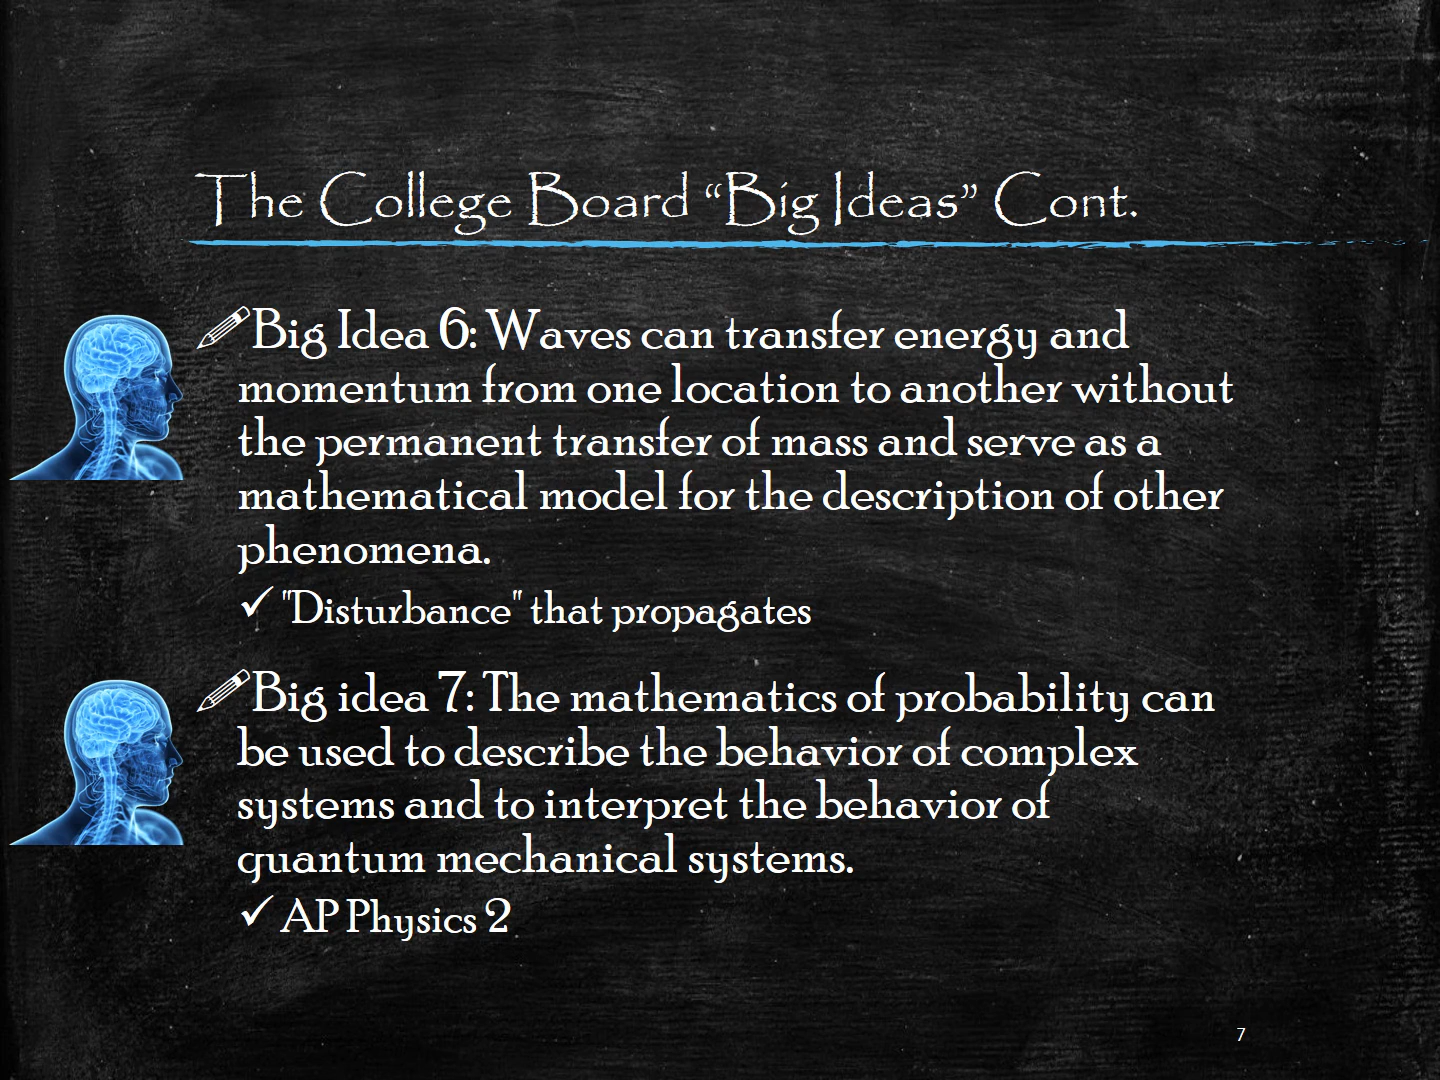 The College Board “Big Ideas” Cont.
Big Idea 6: Waves can transfer energy and
momentum from one location to another without
the permanent transfer of mass and serve as a
mathematical model for the description of other
phenomena.
✓ "Disturbance" that propagates
Big idea 7: The mathematics of probability can
be used to describe the behavior of complex
systems and to interpret the behavior of
quantum mechanical systems.
✓ AP Physics 2
7